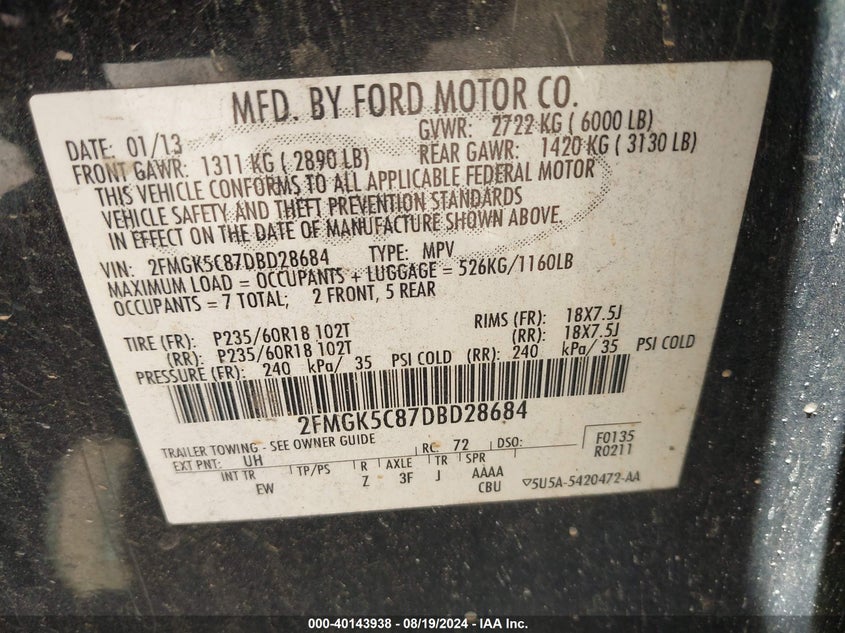 MFD. BY FORD MOTOR CO.
DATE: 01/13 GVWR: 2722 KG ( 6000 LB)
FRONT GAWR: 1311 KG ( 2890 LB) REAR GAWR: 1420 KG ( 3130 LB)
THIS VEHICLE CONFORMS TO ALL APPLICABLE FEDERAL MOTOR
VEHICLE SAFETY AND THEFT PREVENTION STANDARDS
IN EFFECT ON THE DATE OF MANUFACTURE SHOWN ABOVE.
VIN: 2FMGK5C87DBD28684 TYPE: MPV
MAXIMUM LOAD = OCCUPANTS + LUGGAGE = 526KG/1160LB
OCCUPANTS = 7 TOTAL; 2 FRONT, 5 REAR
TIRE (FR): P235/60R18 102T RIMS (FR): 18X7.5J
(RR): P235/60R18 102T (RR): 18X7.5J
PRESSURE (FR): 240 kPa/ 35 PSI COLD (RR): 240 kPa/ 35 PSI COLD
2FMGK5C87DBD28684
TRAILER TOWING - SEE OWNER GUIDE
EXT PNT: UH RC: 72 DSO: F0135
R0211
INT TR TP/PS R AXLE TR SPR
EW Z 3F J AAAA
CBU ▽5U5A-5420472-AA
000-40143938 - 08/19/2024 - IAA Inc.